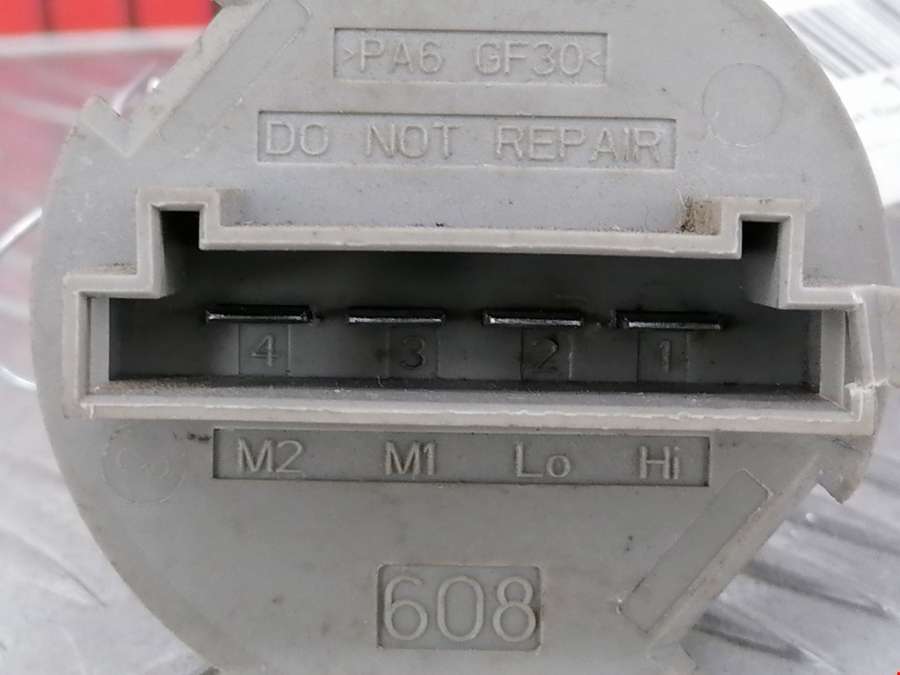 >PA6 GF30<
DO NOT REPAIR
4 3 2 1
M2 M1 Lo Hi
608